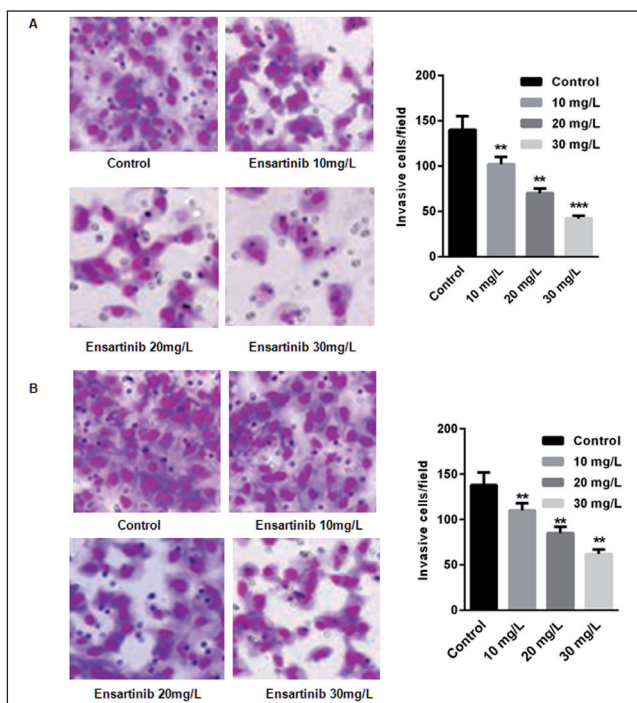 A
Control
Ensartinib 10mg/L
Ensartinib 20mg/L
Ensartinib 30mg/L
Invasive cells/field
200
150
100
50
0
Control
10 mg/L
20 mg/L
30 mg/L
**
**
***
Control
10 mg/L
20 mg/L
30 mg/L
B
Control
Ensartinib 10mg/L
Ensartinib 20mg/L
Ensartinib 30mg/L
Invasive cells/field
200
150
100
50
0
Control
10 mg/L
20 mg/L
30 mg/L
**
**
**
Control
10 mg/L
20 mg/L
30 mg/L